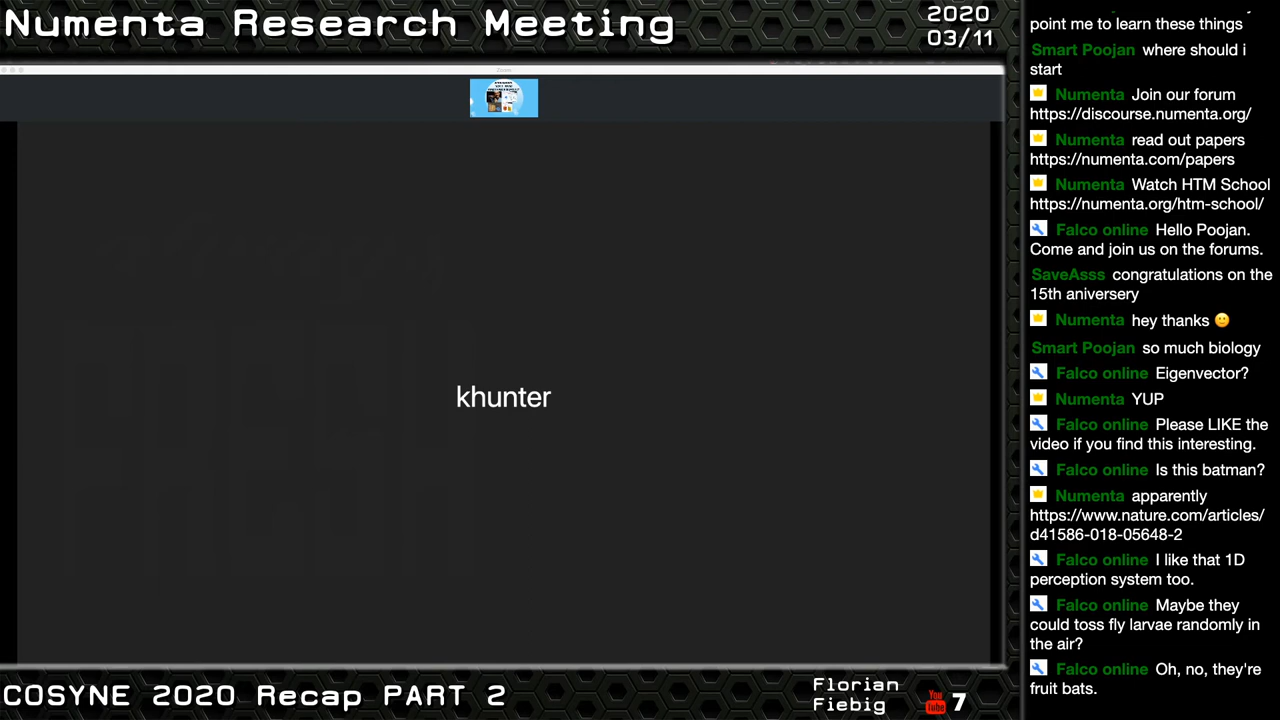 Numenta Research Meeting
2020
03/11
Zoom
khunter
COSYNE 2020 Recap PART 2
Florian
Fiebig
You
Tube
7
point me to learn these things
Smart Poojan where should i
start
Numenta Join our forum
https://discourse.numenta.org/
Numenta read out papers
https://numenta.com/papers
Numenta Watch HTM School
https://numenta.org/htm-school/
Falco online Hello Poojan.
Come and join us on the forums.
SaveAsss congratulations on the
15th aniversery
Numenta hey thanks 🙂
Smart Poojan so much biology
Falco online Eigenvector?
Numenta YUP
Falco online Please LIKE the
video if you find this interesting.
Falco online Is this batman?
Numenta apparently
https://www.nature.com/articles/
d41586-018-05648-2
Falco online I like that 1D
perception system too.
Falco online Maybe they
could toss fly larvae randomly in
the air?
Falco online Oh, no, they're
fruit bats.